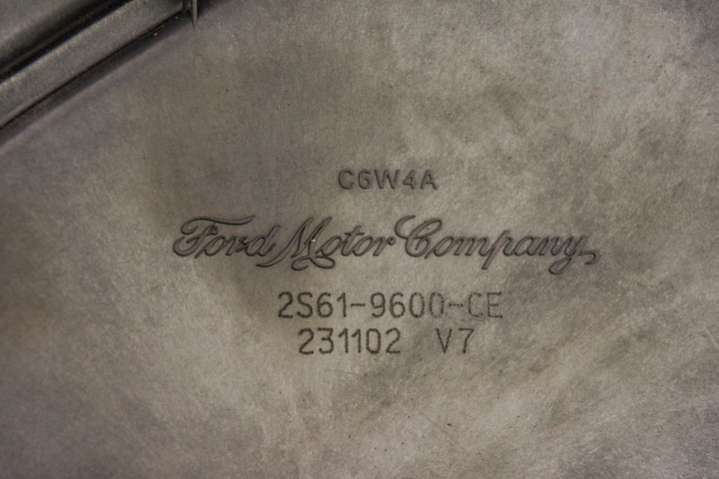 C6W4A
Ford Motor Company,
2S61-9600-CE
231102 V7